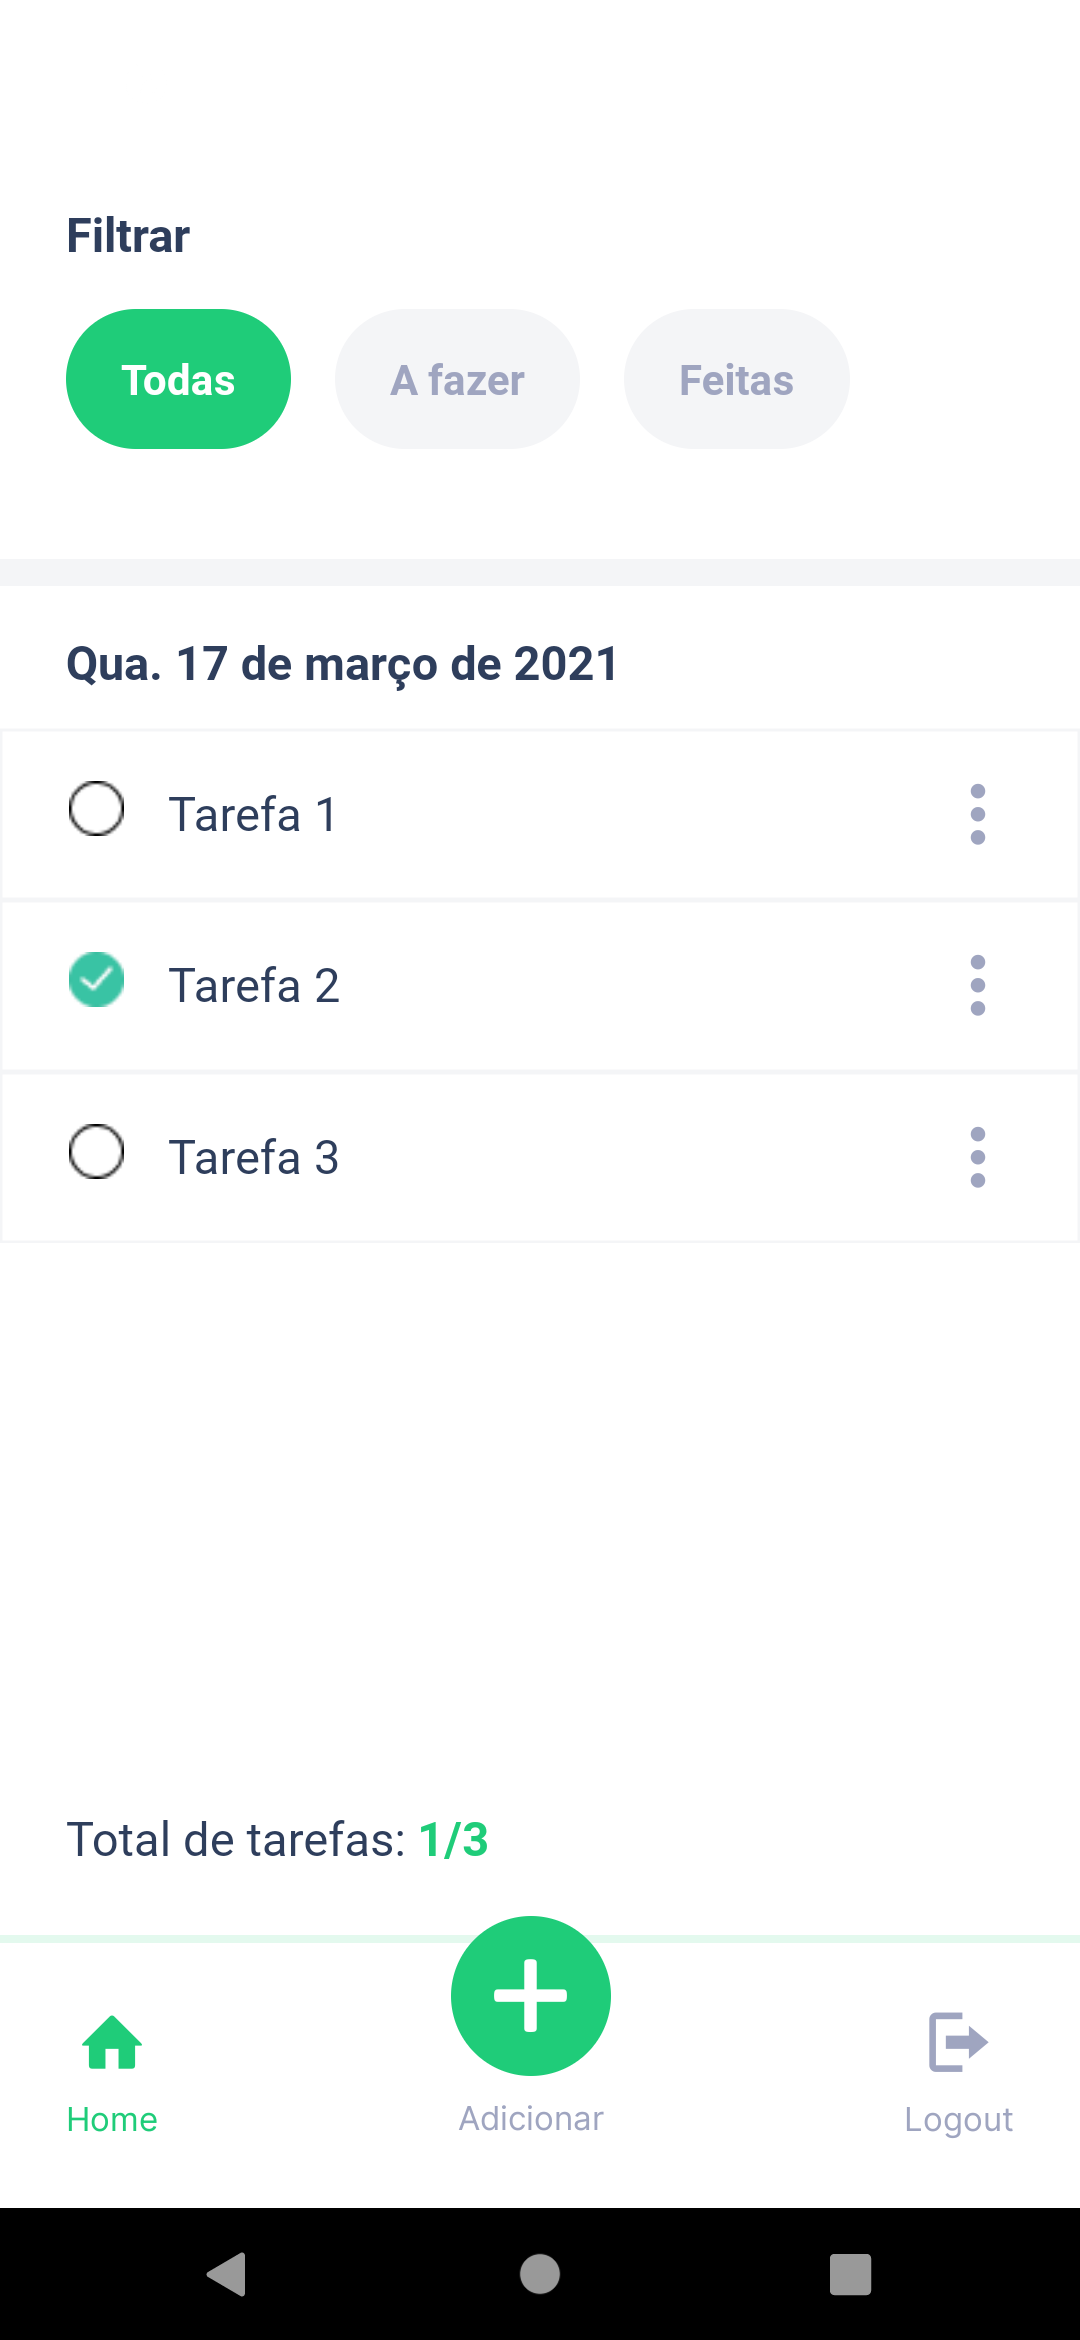 Filtrar
Todas
A fazer
Feitas
Qua. 17 de março de 2021
Tarefa 1
Tarefa 2
Tarefa 3
Total de tarefas: 1/3
Home
Adicionar
Logout